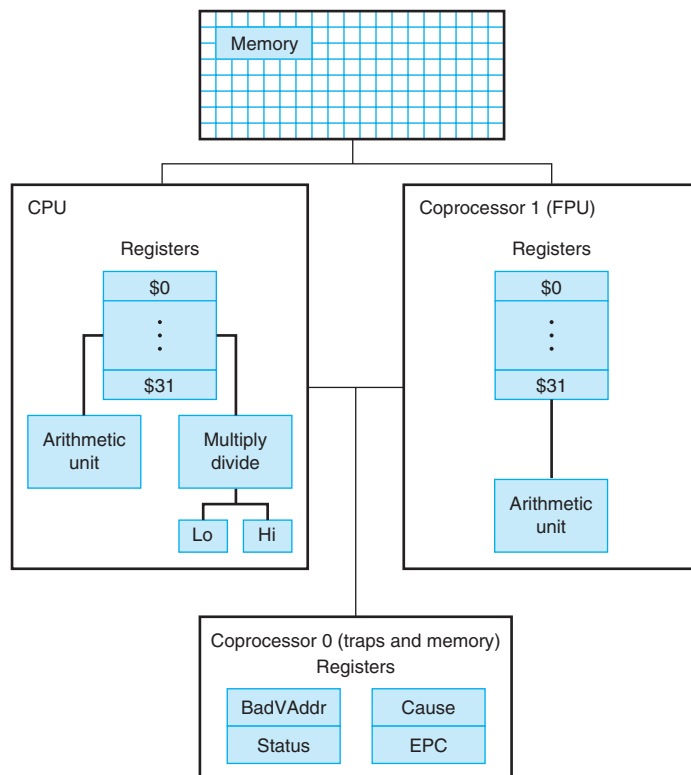 Memory
CPU
Registers
$0
$31
Arithmetic
unit
Multiply
divide
Lo
Hi
Coprocessor 1 (FPU)
Registers
$0
$31
Arithmetic
unit
Coprocessor 0 (traps and memory)
Registers
BadVAddr
Cause
Status
EPC